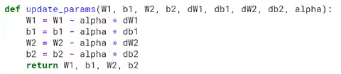 def update_params(W1, b1, W2, b2, dW1, db1, dW2, db2, alpha):
    W1 = W1 - alpha * dW1
    b1 = b1 - alpha * db1
    W2 = W2 - alpha * dW2
    b2 = b2 - alpha * db2
    return W1, b1, W2, b2